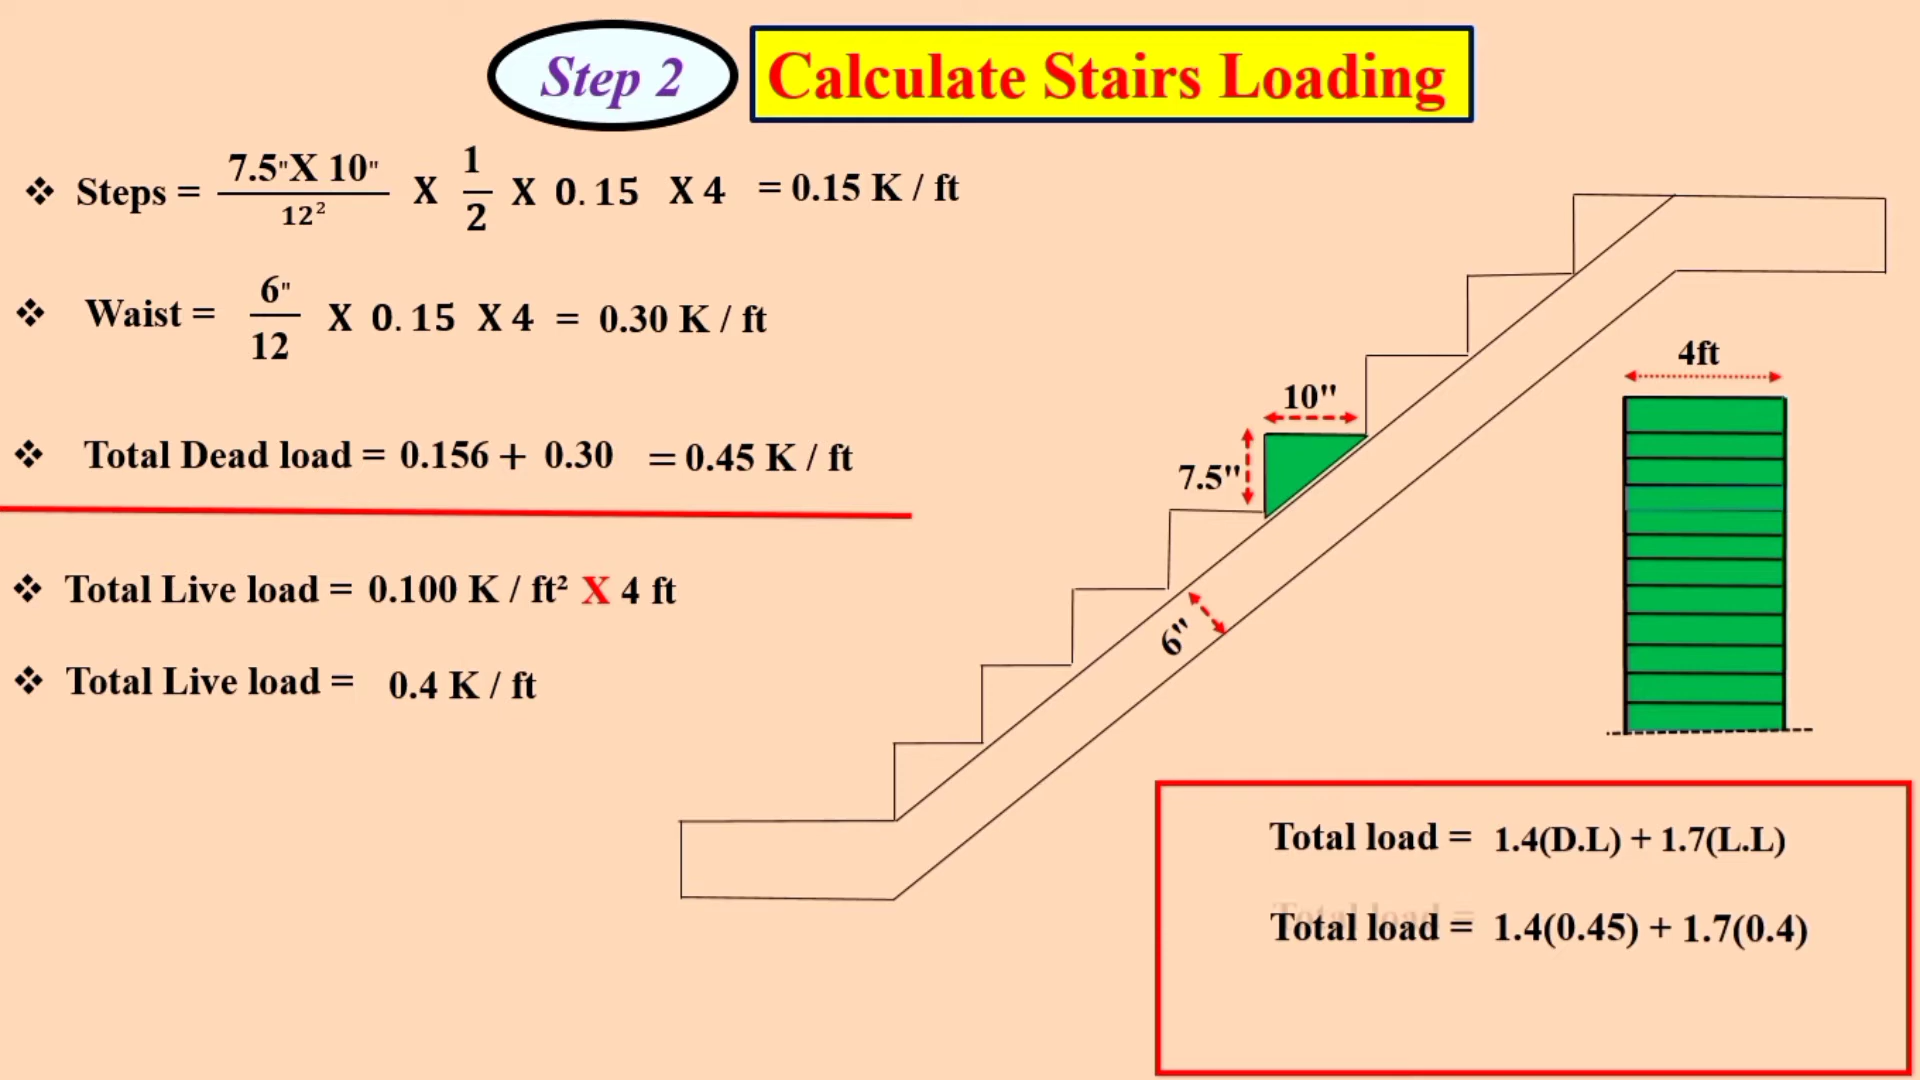 Step 2
Calculate Stairs Loading
❖ Steps = 7.5"X 10" / 12² X 1/2 X 0.15 X 4 = 0.15 K / ft
❖ Waist = 6" / 12 X 0.15 X 4 = 0.30 K / ft
❖ Total Dead load = 0.156 + 0.30 = 0.45 K / ft
❖ Total Live load = 0.100 K / ft² X 4 ft
❖ Total Live load = 0.4 K / ft
10"
7.5"
6"
4ft
Total load = 1.4(D.L) + 1.7(L.L)
Total load = 1.4(0.45) + 1.7(0.4)